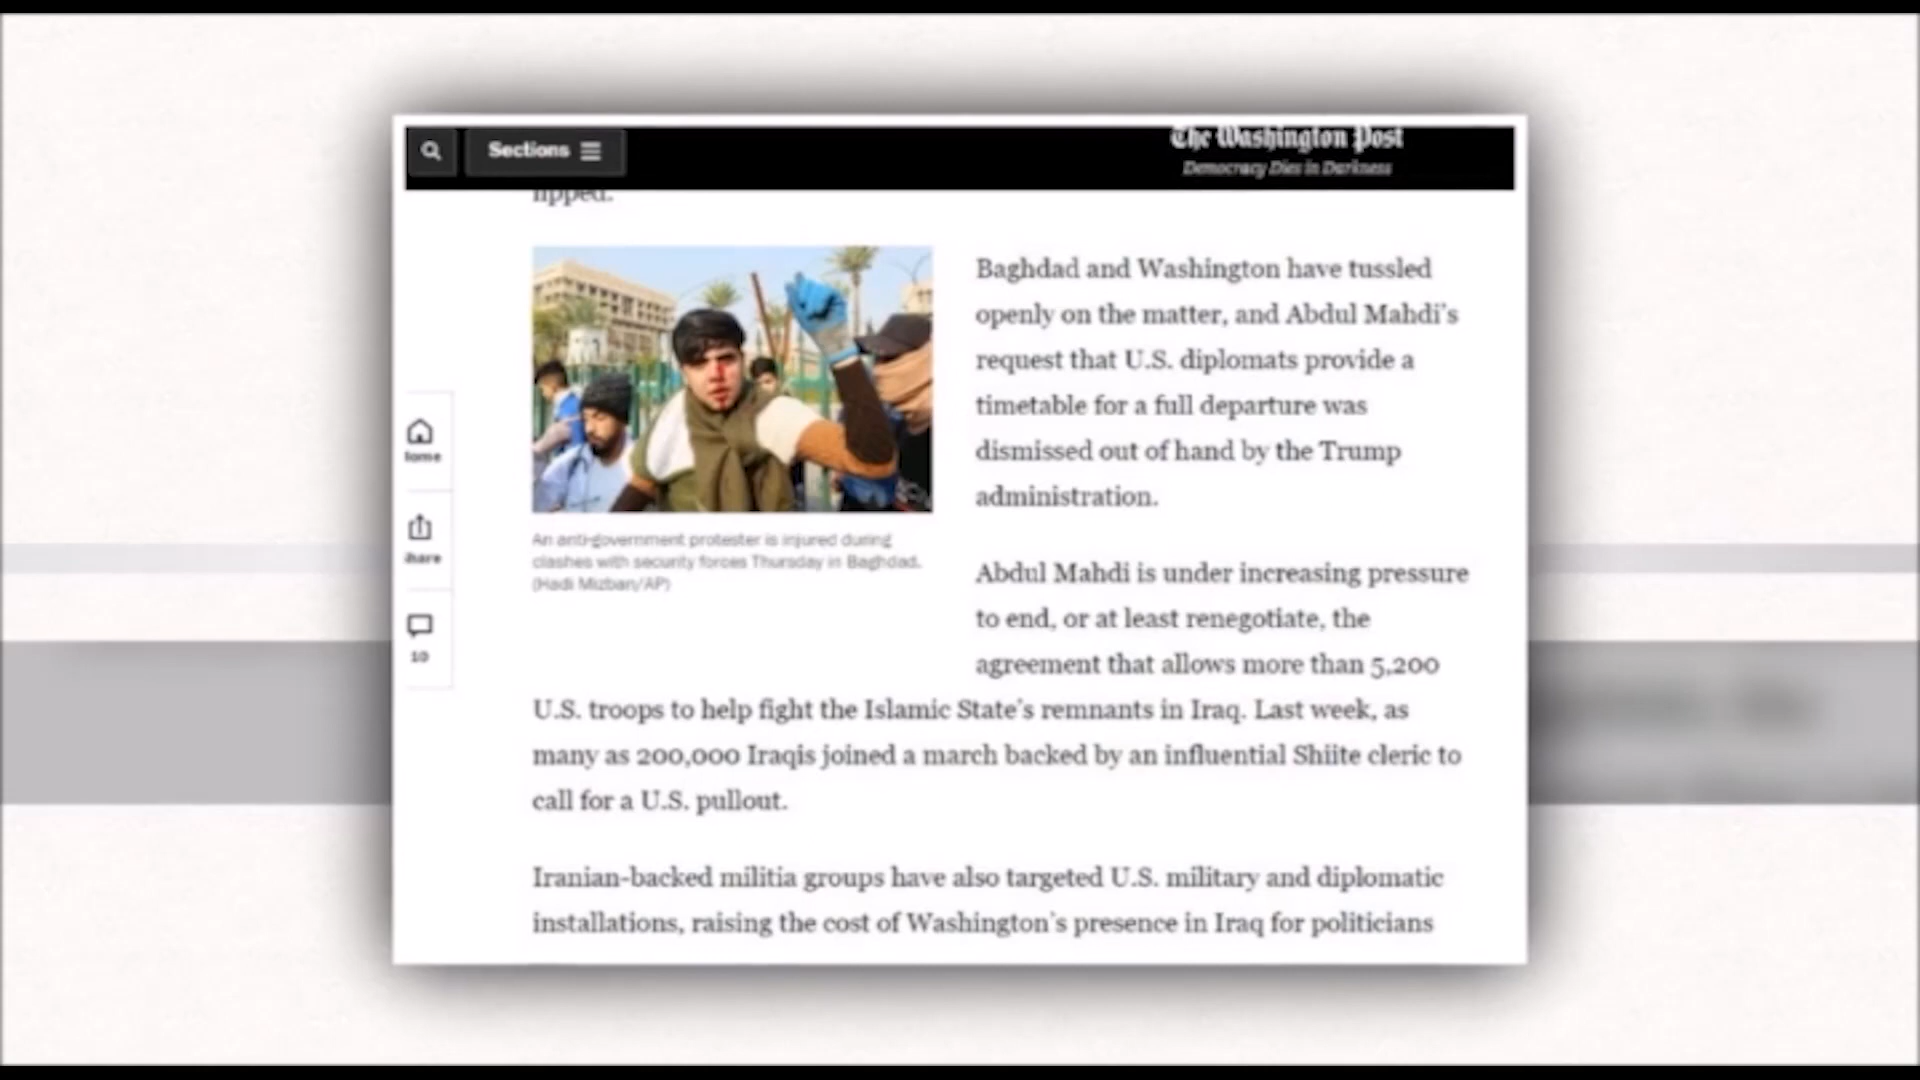 Sections
The Washington Post
Democracy Dies in Darkness
lipped.
Baghdad and Washington have tussled
openly on the matter, and Abdul Mahdi's
request that U.S. diplomats provide a
timetable for a full departure was
dismissed out of hand by the Trump
administration.
An anti-government protester is injured during
clashes with security forces Thursday in Baghdad.
(Hadi Mizban/AP)
Abdul Mahdi is under increasing pressure
to end, or at least renegotiate, the
agreement that allows more than 5,200
U.S. troops to help fight the Islamic State's remnants in Iraq. Last week, as
many as 200,000 Iraqis joined a march backed by an influential Shiite cleric to
call for a U.S. pullout.
Iranian-backed militia groups have also targeted U.S. military and diplomatic
installations, raising the cost of Washington's presence in Iraq for politicians
Home
Share
10